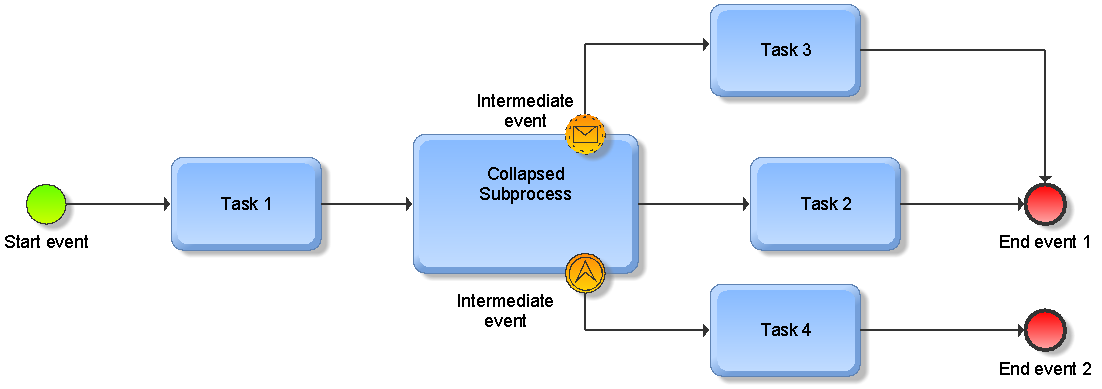 Task 3
Intermediate
event
Collapsed
Subprocess
Start event
Task 1
Task 2
End event 1
Intermediate
event
Task 4
End event 2